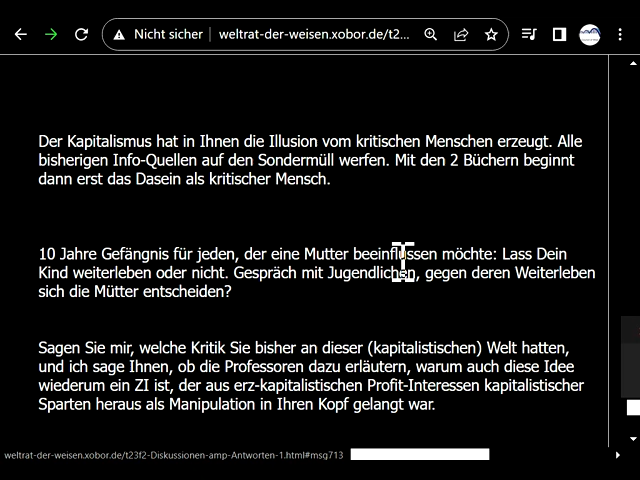 Nicht sicher weltrat-der-weisen.xobor.de/t2...
Der Kapitalismus hat in Ihnen die Illusion vom kritischen Menschen erzeugt. Alle
bisherigen Info-Quellen auf den Sondermüll werfen. Mit den 2 Büchern beginnt
dann erst das Dasein als kritischer Mensch.
10 Jahre Gefängnis für jeden, der eine Mutter beeinflussen möchte: Lass Dein
Kind weiterleben oder nicht. Gespräch mit Jugendlichen, gegen deren Weiterleben
sich die Mütter entscheiden?
Sagen Sie mir, welche Kritik Sie bisher an dieser (kapitalistischen) Welt hatten,
und ich sage Ihnen, ob die Professoren dazu erläutern, warum auch diese Idee
wiederum ein ZI ist, der aus erz-kapitalistischen Profit-Interessen kapitalistischer
Sparten heraus als Manipulation in Ihren Kopf gelangt war.
weltrat-der-weisen.xobor.de/t23f2-Diskussionen-amp-Antworten-1.html#msg713